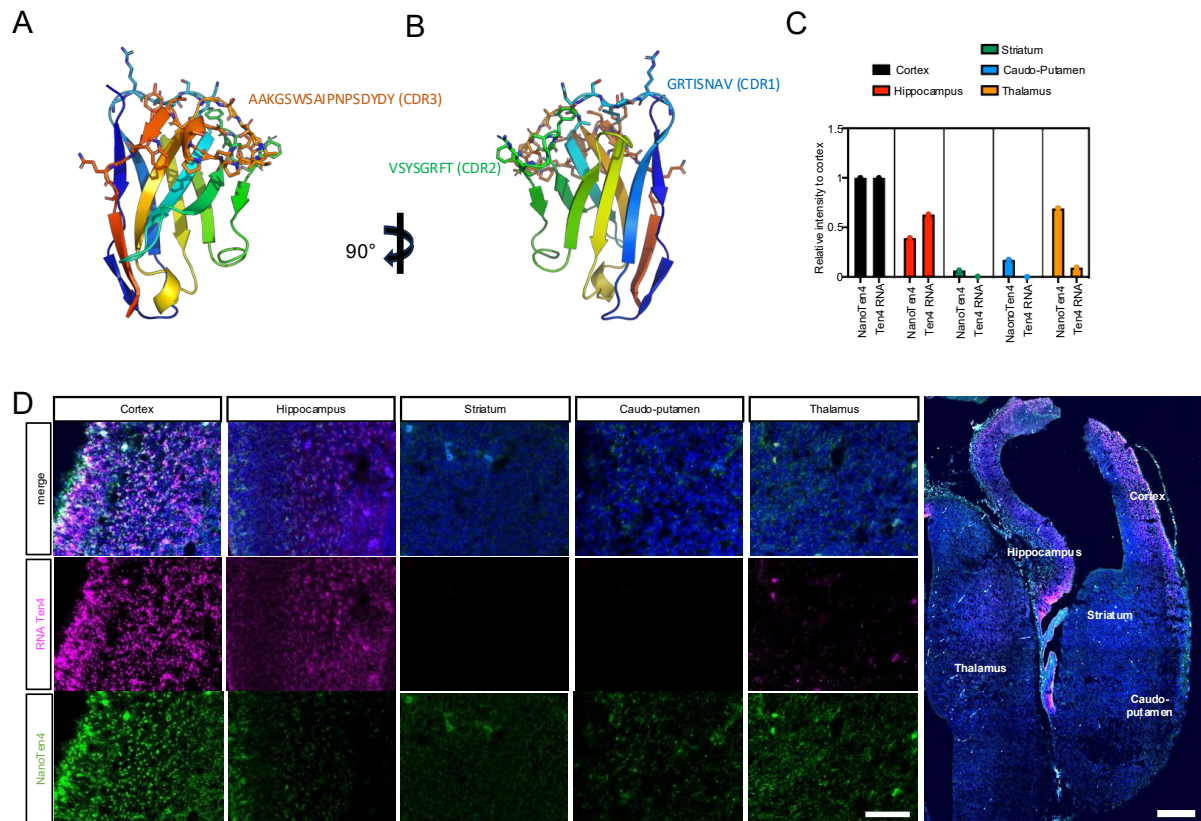 A
B
C
AAKGSWSAIPNPSDYDY (CDR3)
GRTISNAV (CDR1)
VSYSGRFT (CDR2)
90°
Striatum
Cortex
Caudo-Putamen
Hippocampus
Thalamus
Relative intensity to cortex
1.5
1.0
0.5
0
NanoTen4
Ten4 RNA
NanoTen4
Ten4 RNA
NanoTen4
Ten4 RNA
NaonoTen4
Ten4 RNA
NanoTen4
Ten4 RNA
D
Cortex
Hippocampus
Striatum
Caudo-putamen
Thalamus
merge
RNA Ten4
NanoTen4
Cortex
Hippocampus
Striatum
Thalamus
Caudo-
putamen